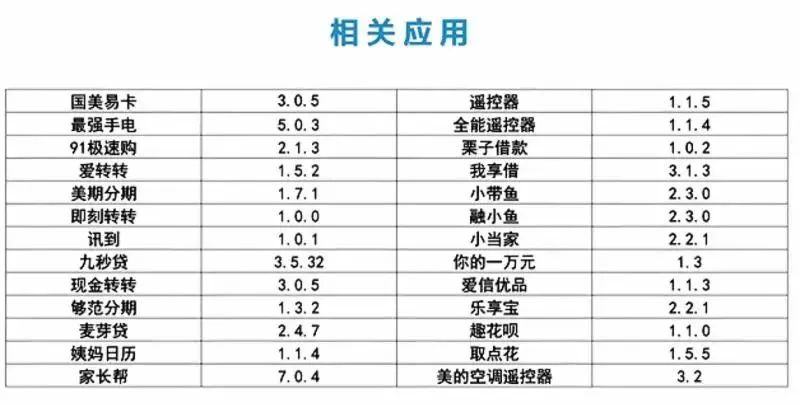 相关应用
国美易卡 3.0.5 遥控器 1.1.5
最强手电 5.0.3 全能遥控器 1.1.4
91极速购 2.1.3 栗子借款 1.0.2
爱转转 1.5.2 我享借 3.1.3
美期分期 1.7.1 小带鱼 2.3.0
即刻转转 1.0.0 融小鱼 2.3.0
讯到 1.0.1 小当家 2.2.1
九秒贷 3.5.32 你的一万元 1.3
现金转转 3.0.5 爱信优品 1.1.3
够范分期 1.3.2 乐享宝 2.2.1
麦芽贷 2.4.7 趣花呗 1.1.0
姨妈日历 1.1.4 取点花 1.5.5
家长帮 7.0.4 美的空调遥控器 3.2